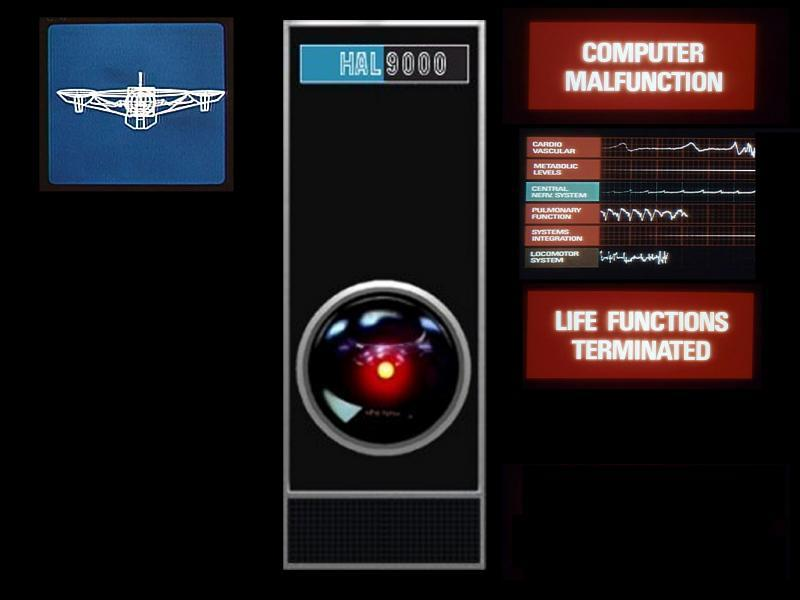 HAL9000
COMPUTER
MALFUNCTION
CARDIO
VASCULAR
METABOLIC
LEVELS
CENTRAL
NERV. SYSTEM
PULMONARY
FUNCTION
SYSTEMS
INTEGRATION
LOCOMOTOR
SYSTEM
LIFE FUNCTIONS
TERMINATED